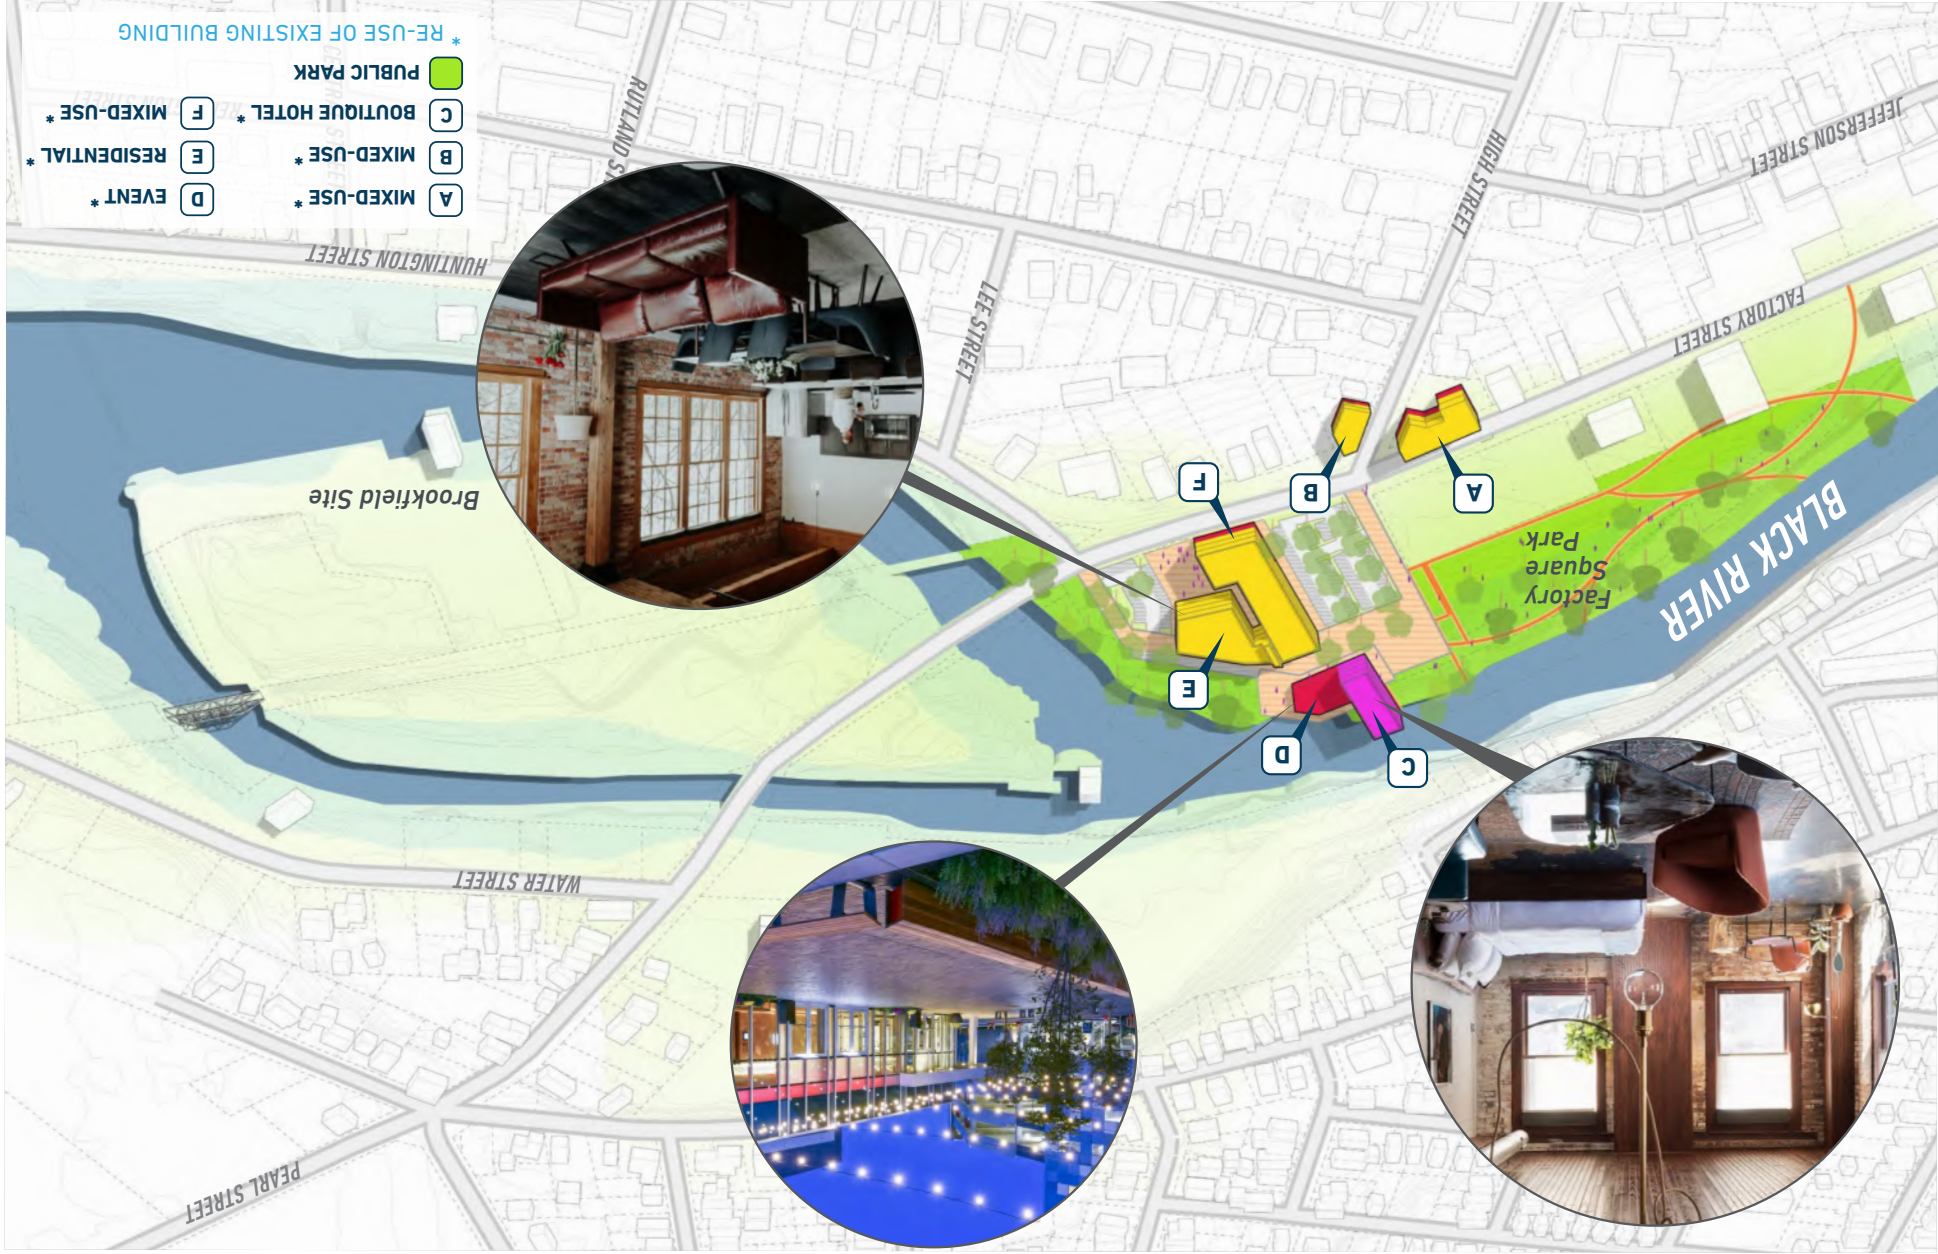 PEARL STREET
WATER STREET
C
D
E
BLACK RIVER
Factory
Square
Park
A
B
F
Brookfield Site
FACTORY STREET
LEE STREET
HUNTINGTON STREET
HIGH STREET
JEFFERSON STREET
RUTLAND
A MIXED-USE *
B MIXED-USE *
C BOUTIQUE HOTEL *
PUBLIC PARK
D EVENT *
E RESIDENTIAL *
F MIXED-USE *
* RE-USE OF EXISTING BUILDING